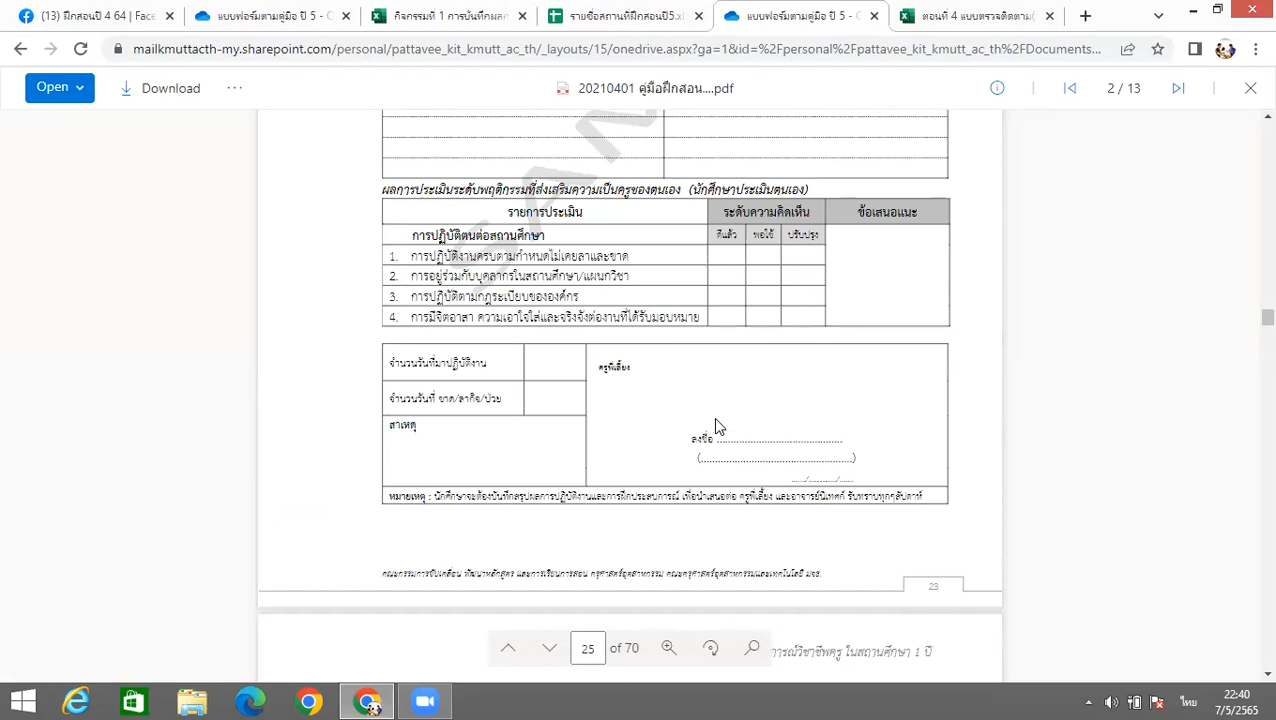 (13) ฝึกสอนปี 4 64 | Face
แบบฟอร์มตามคู่มือ ปี 5 - C
กิจกรรมที่ 1 การบันทึกผลก
รายชื่อสถานที่ฝึกสอนปี5.xl
แบบฟอร์มตามคู่มือ ปี 5 - C
ตอนที่ 4 แบบตรวจติดตาม(
mailkmuttacth-my.sharepoint.com/personal/pattavee_kit_kmutt_ac_th/_layouts/15/onedrive.aspx?ga=1&id=%2Fpersonal%2Fpattavee_kit_kmutt_ac_th%2FDocuments...
Open
Download
20210401 คู่มือฝึกสอน....pdf
2 / 13
SAM
ผลการประเมินระดับพฤติกรรมที่ส่งเสริมความเป็นครูของตนเอง (นักศึกษาประเมินตนเอง)
รายการประเมิน ระดับความคิดเห็น ข้อเสนอแนะ
การปฏิบัติตนต่อสถานศึกษา ดีแล้ว พอใช้ ปรับปรุง
1. การปฏิบัติงานครบตามกำหนดไม่เคยลาและขาด
2. การอยู่ร่วมกับบุคลากรในสถานศึกษา/แผนกวิชา
3. การปฏิบัติตามกฎระเบียบขององค์กร
4. การมีจิตอาสา ความเอาใจใส่และจริงจังต่องานที่ได้รับมอบหมาย
จำนวนวันที่มาปฏิบัติงาน
ครูพี่เลี้ยง
จำนวนวันที่ ขาด/ลากิจ/ป่วย
สาเหตุ
ลงชื่อ ..........................................
(..................................................)
....../............/......
หมายเหตุ : นักศึกษาจะต้องบันทึกสรุปผลการปฏิบัติงานและการฝึกประสบการณ์ เพื่อนำเสนอต่อ ครูพี่เลี้ยง และอาจารย์นิเทศก์ รับทราบทุกๆสัปดาห์
คณะกรรมการขับเคลื่อน พัฒนาหลักสูตร และการเรียนการสอน ครุศาสตร์อุตสาหกรรม คณะครุศาสตร์อุตสาหกรรมและเทคโนโลยี มจธ.
23
25 of 70
การณ์วิชาชีพครู ในสถานศึกษา 1 ปี
ไทย
22:40
7/5/2565